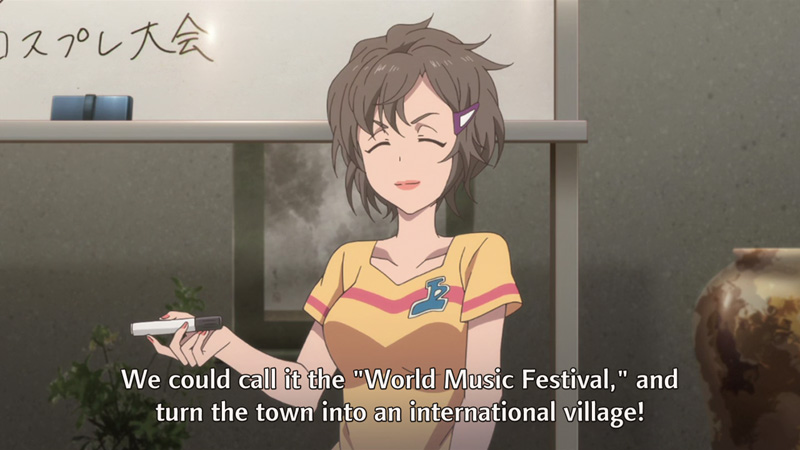 コスプレ大会
We could call it the "World Music Festival," and
turn the town into an international village!